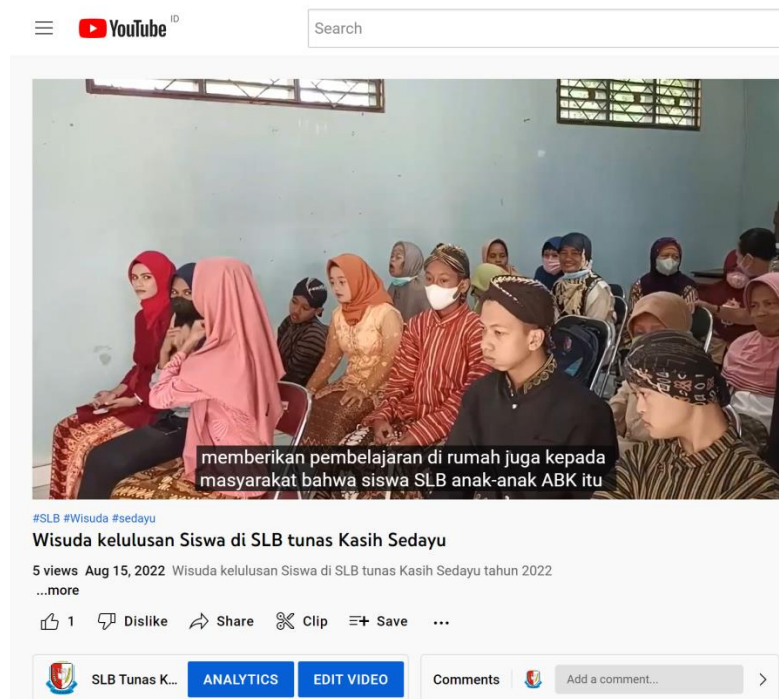 YouTube ID
Search
memberikan pembelajaran di rumah juga kepada
masyarakat bahwa siswa SLB anak-anak ABK itu
#SLB #Wisuda #sedayu
Wisuda kelulusan Siswa di SLB tunas Kasih Sedayu
5 views Aug 15, 2022 Wisuda kelulusan Siswa di SLB tunas Kasih Sedayu tahun 2022
...more
1 Dislike Share Clip Save ...
SLB Tunas K... ANALYTICS EDIT VIDEO Comments Add a comment...